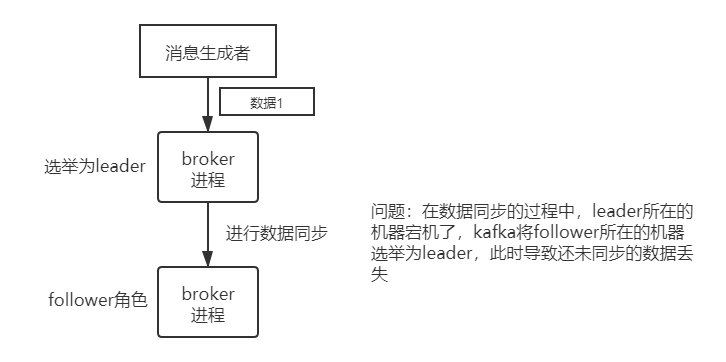 消息生成者
数据1
选举为leader
broker
进程
进行数据同步
问题：在数据同步的过程中，leader所在的
机器宕机了，kafka将follower所在的机器
选举为leader，此时导致还未同步的数据丢
失
follower角色
broker
进程